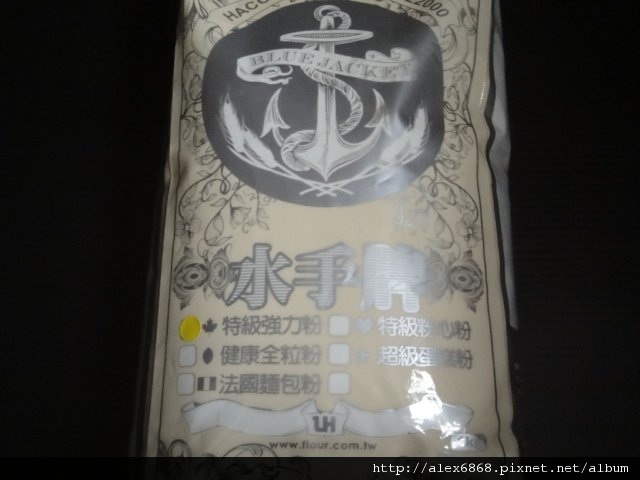 HACCP
22000
BLUE JACKET
水手牌
特級強力粉 特級粉心粉
健康全粒粉 超級蛋糕粉
法國麵包粉
UH
www.flour.com.tw
http://alex6868.pixnet.net/album